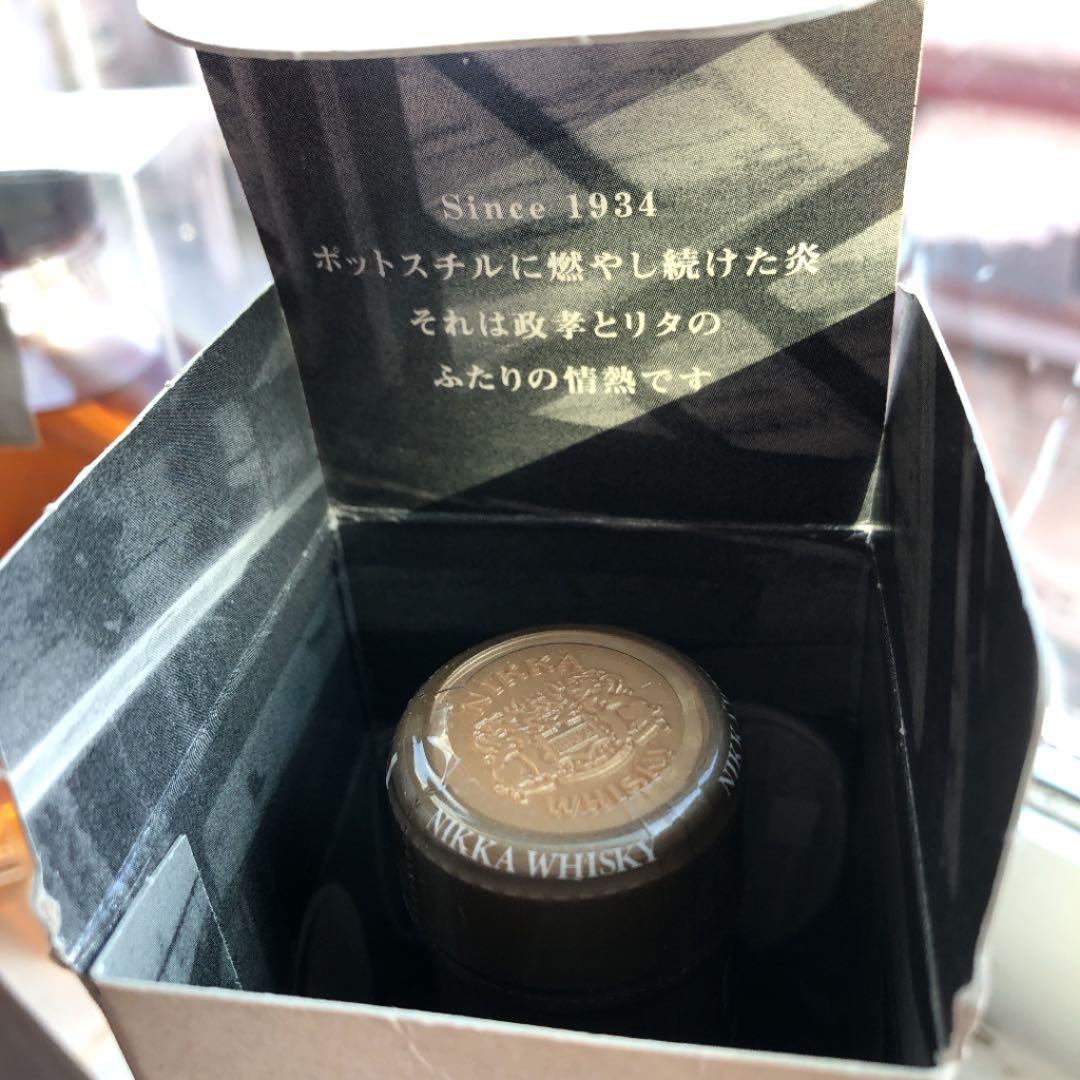 Since 1934
ポットスチルに燃やし続けた炎
それは政孝とリタの
ふたりの情熱です
NIKKA
WHISKY
NIKKA WHISKY
NIKK